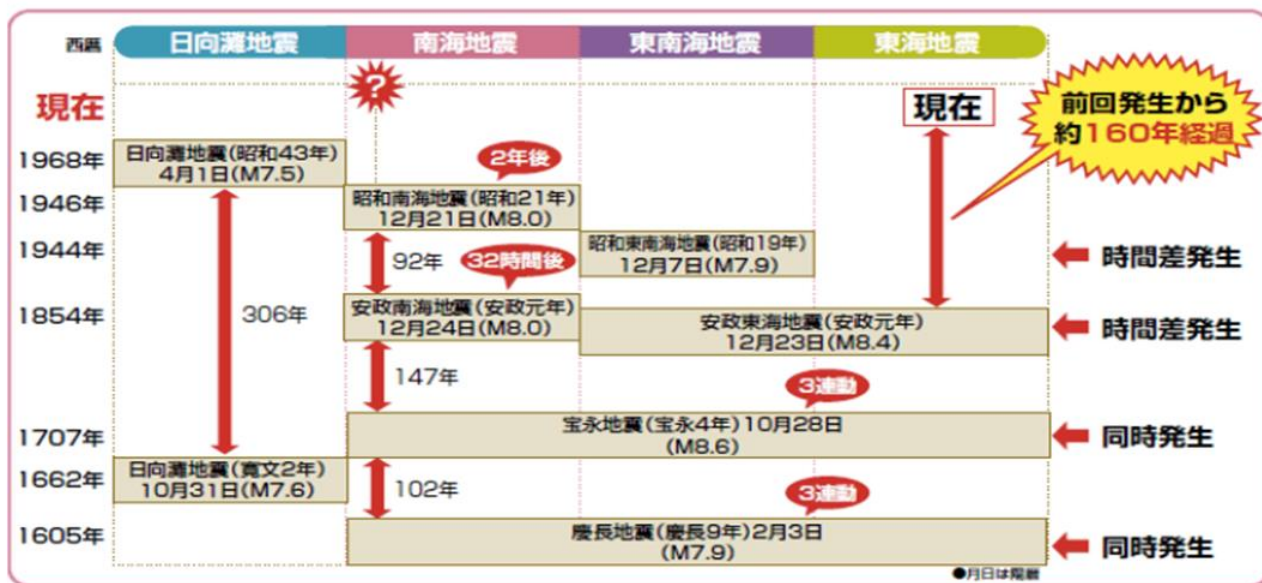 西暦 日向灘地震 南海地震 東南海地震 東海地震
?
現在
現在
前回発生から
約160年経過
1968年
日向灘地震(昭和43年)
4月1日(M7.5)
2年後
1946年
昭和南海地震(昭和21年)
12月21日(M8.0)
1944年
昭和東南海地震(昭和19年)
12月7日(M7.9)
時間差発生
92年
32時間後
306年
1854年
安政南海地震(安政元年)
12月24日(M8.0)
安政東海地震(安政元年)
12月23日(M8.4)
時間差発生
147年
3連動
1707年
宝永地震(宝永4年)10月28日
(M8.6)
同時発生
1662年
日向灘地震(寛文2年)
10月31日(M7.6)
102年
3連動
1605年
慶長地震(慶長9年)2月3日
(M7.9)
同時発生
●月日は陽暦